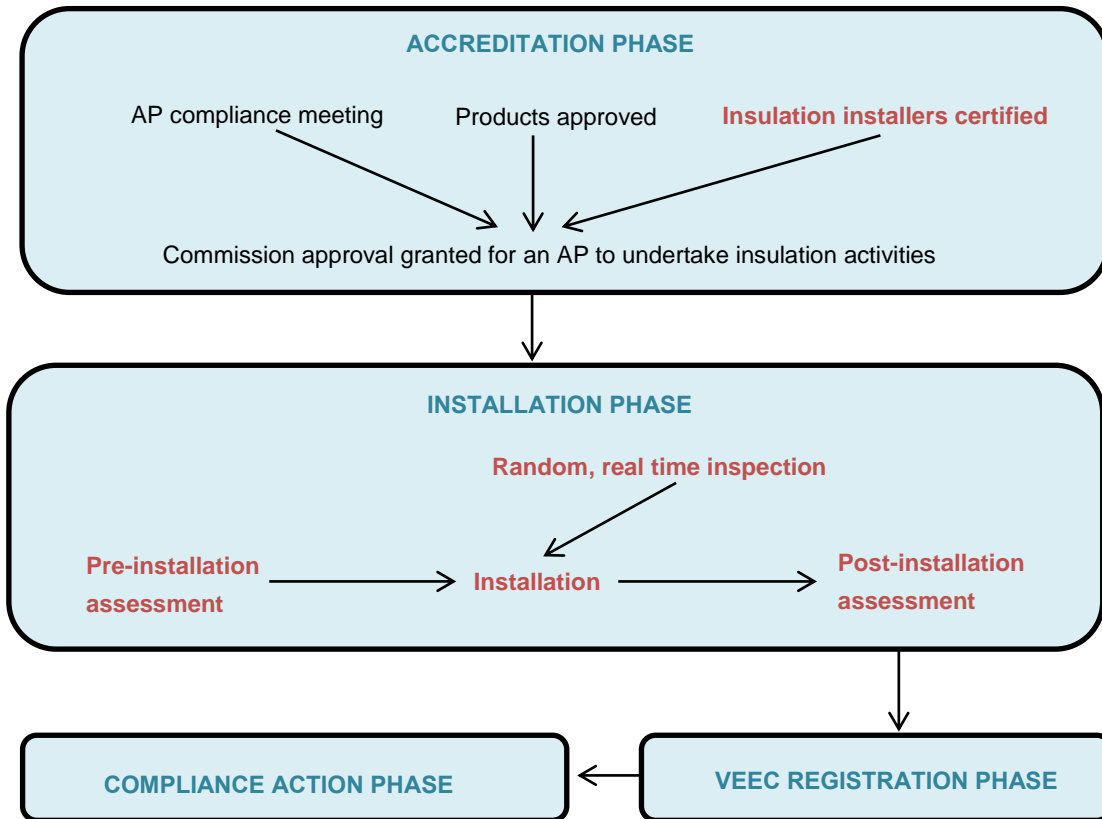 ACCREDITATION PHASE
AP compliance meeting
Products approved
Insulation installers certified
Commission approval granted for an AP to undertake insulation activities
INSTALLATION PHASE
Random, real time inspection
Pre-installation
assessment
Installation
Post-installation
assessment
COMPLIANCE ACTION PHASE
VEEC REGISTRATION PHASE